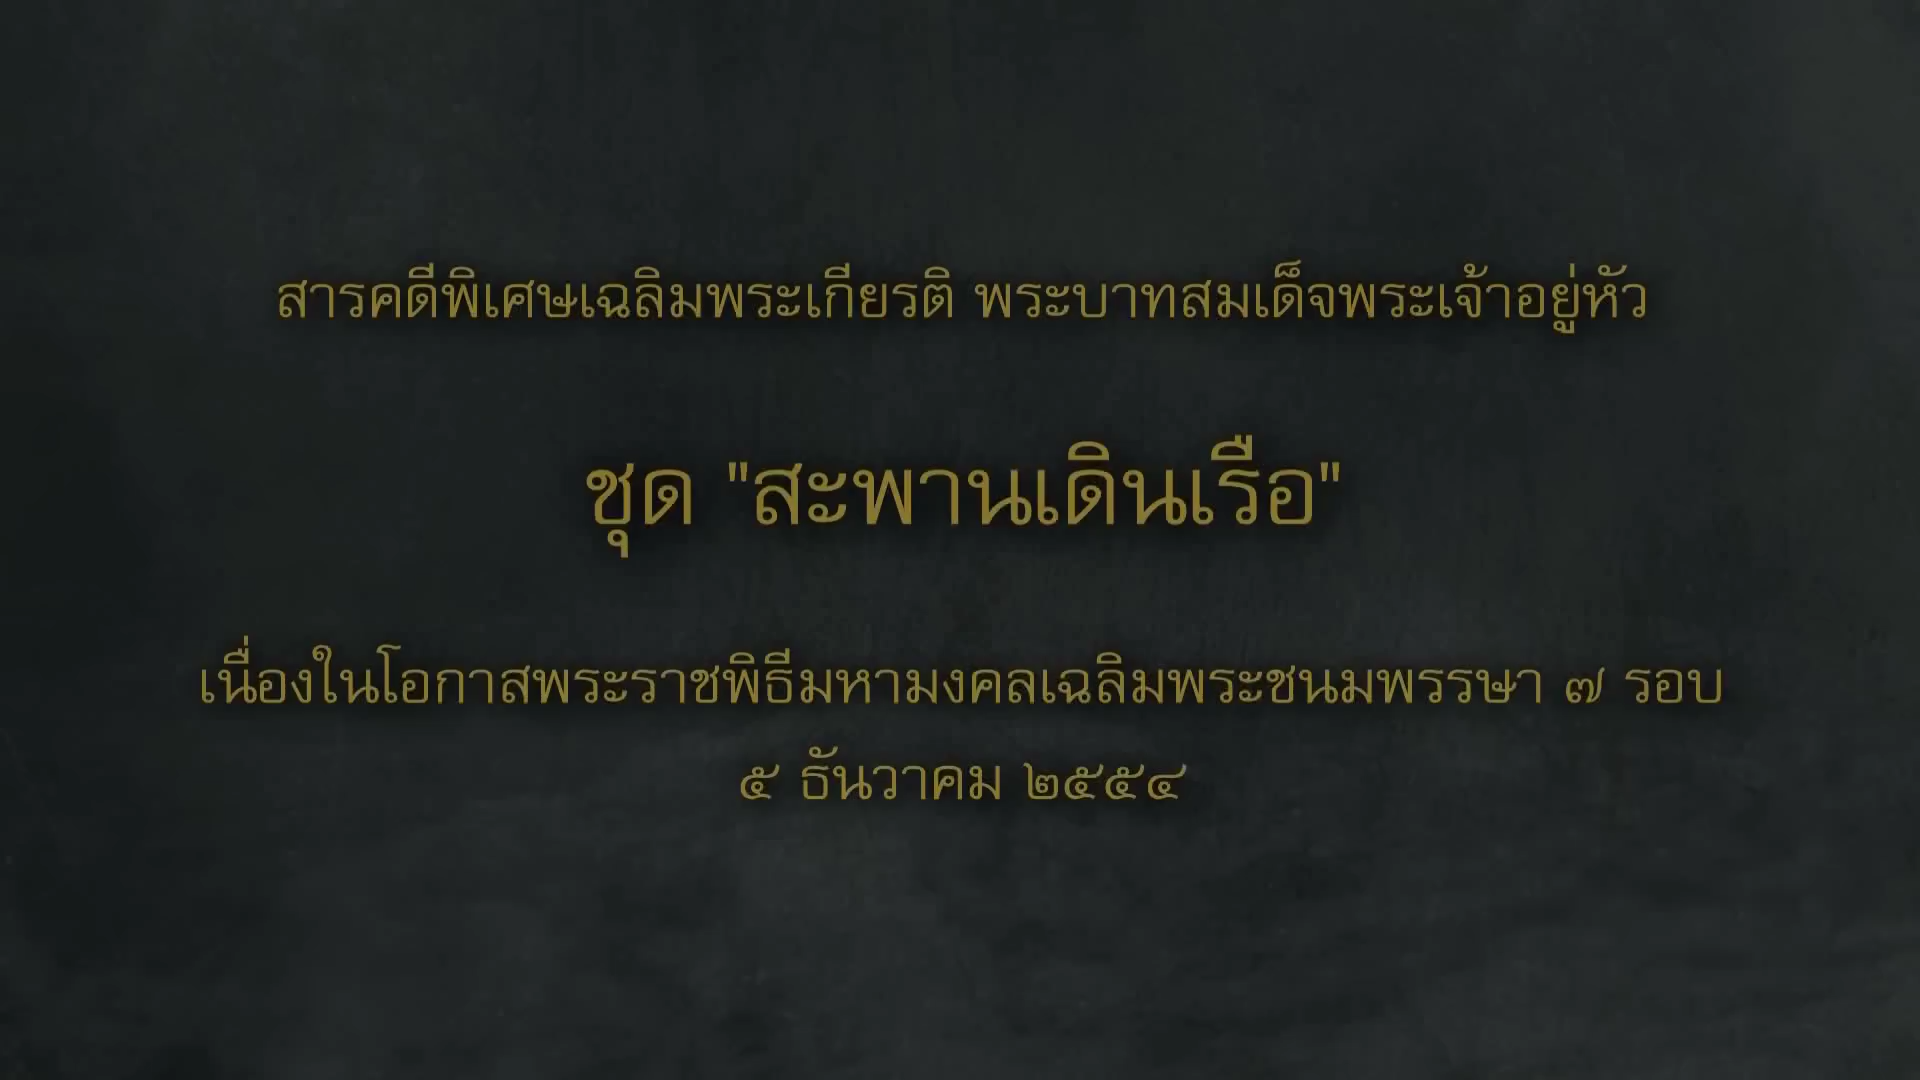 สารคดีพิเศษเฉลิมพระเกียรติ พระบาทสมเด็จพระเจ้าอยู่หัว
ชุด "สะพานเดินเรือ"
เนื่องในโอกาสพระราชพิธีมหามงคลเฉลิมพระชนมพรรษา ๗ รอบ
๕ ธันวาคม ๒๕๕๔